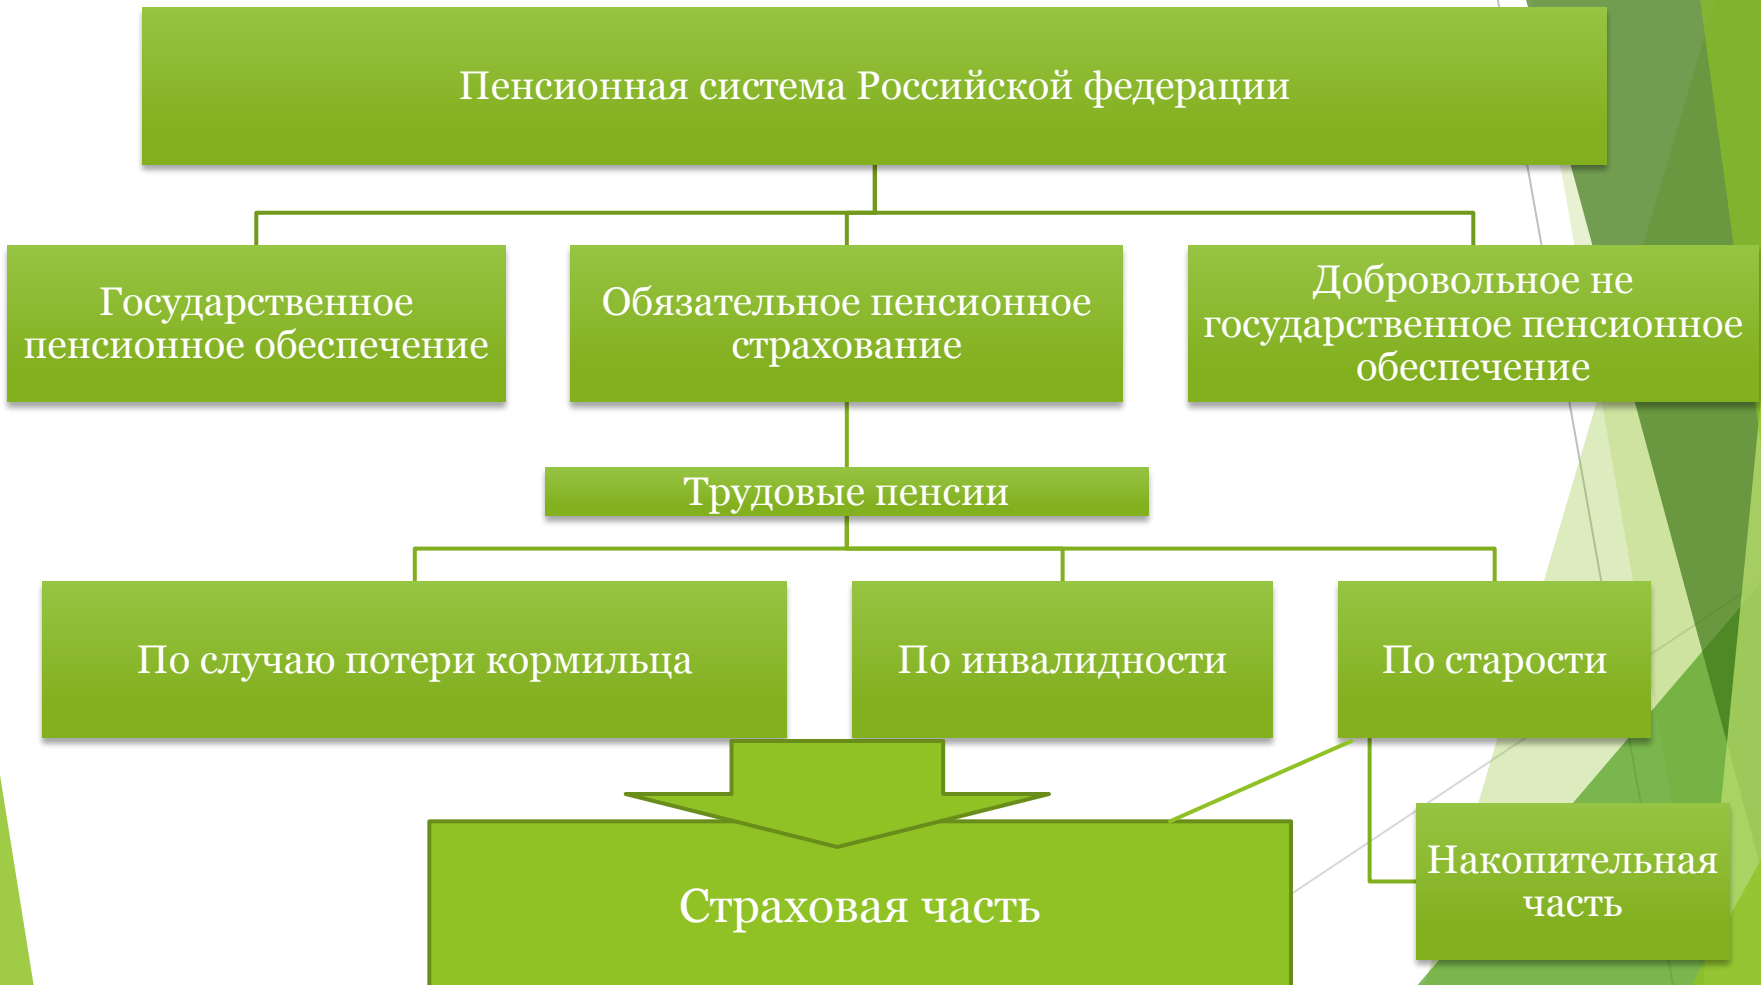 Пенсионная система Российской федерации
Государственное
пенсионное обеспечение
Обязательное пенсионное
страхование
Добровольное не
государственное пенсионное
обеспечение
Трудовые пенсии
По случаю потери кормильца
По инвалидности
По старости
Страховая часть
Накопительная
часть